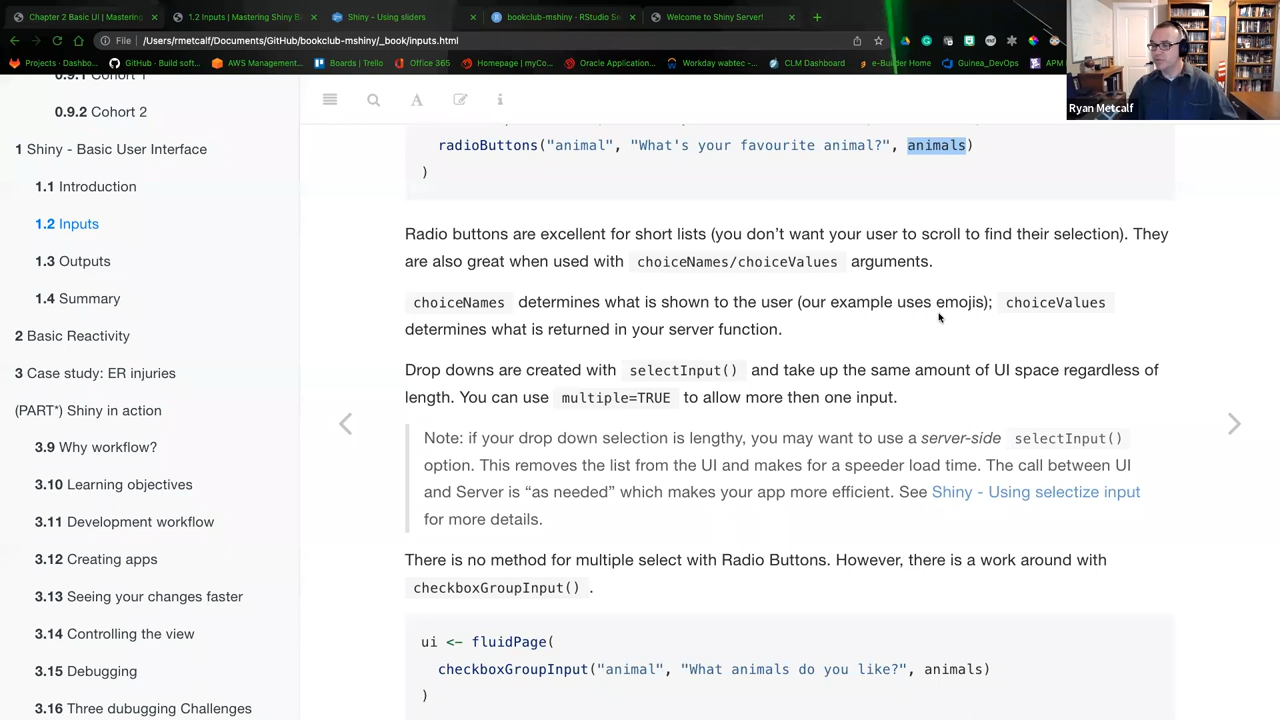 Chapter 2 Basic UI | Mastering
1.2 Inputs | Mastering Shiny B
Shiny - Using sliders
bookclub-mshiny - RStudio Se
Welcome to Shiny Server!
File /Users/rmetcalf/Documents/GitHub/bookclub-mshiny/_book/inputs.html
Projects · Dashbo...
GitHub · Build soft...
AWS Management...
Boards | Trello
Office 365
Homepage | myCo...
Oracle Application...
Workday wabtec -...
CLM Dashboard
e-Builder Home
Guinea_DevOps
APM
Ryan Metcalf
0.9.1 Cohort 1
0.9.2 Cohort 2
1 Shiny - Basic User Interface
1.1 Introduction
1.2 Inputs
1.3 Outputs
1.4 Summary
2 Basic Reactivity
3 Case study: ER injuries
(PART*) Shiny in action
3.9 Why workflow?
3.10 Learning objectives
3.11 Development workflow
3.12 Creating apps
3.13 Seeing your changes faster
3.14 Controlling the view
3.15 Debugging
3.16 Three dubugging Challenges
radioButtons("animal", "What's your favourite animal?", animals)
)
Radio buttons are excellent for short lists (you don’t want your user to scroll to find their selection). They
are also great when used with choiceNames/choiceValues arguments.
choiceNames determines what is shown to the user (our example uses emojis); choiceValues
determines what is returned in your server function.
Drop downs are created with selectInput() and take up the same amount of UI space regardless of
length. You can use multiple=TRUE to allow more then one input.
Note: if your drop down selection is lengthy, you may want to use a server-side selectInput()
option. This removes the list from the UI and makes for a speeder load time. The call between UI
and Server is “as needed” which makes your app more efficient. See Shiny - Using selectize input
for more details.
There is no method for multiple select with Radio Buttons. However, there is a work around with
checkboxGroupInput() .
ui <- fluidPage(
checkboxGroupInput("animal", "What animals do you like?", animals)
)